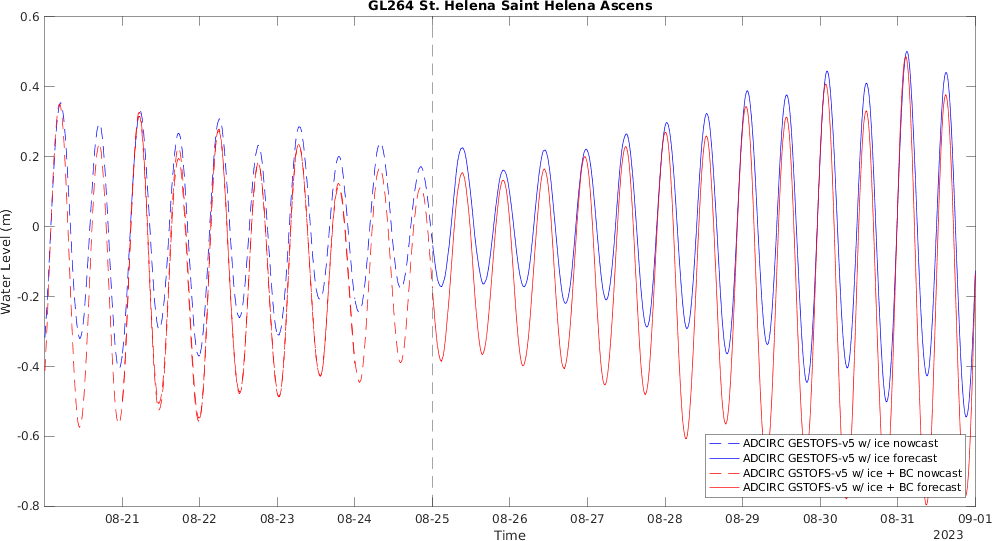 GL264 St. Helena Saint Helena Ascens
0.6
0.4
0.2
0
-0.2
-0.4
-0.6
-0.8
Water Level (m)
ADCIRC GESTOFS-v5 w/ ice nowcast
ADCIRC GESTOFS-v5 w/ ice forecast
ADCIRC GSTOFS-v5 w/ ice + BC nowcast
ADCIRC GSTOFS-v5 w/ ice + BC forecast
08-21 08-22 08-23 08-24 08-25 08-26 08-27 08-28 08-29 08-30 08-31 09-01
Time
2023